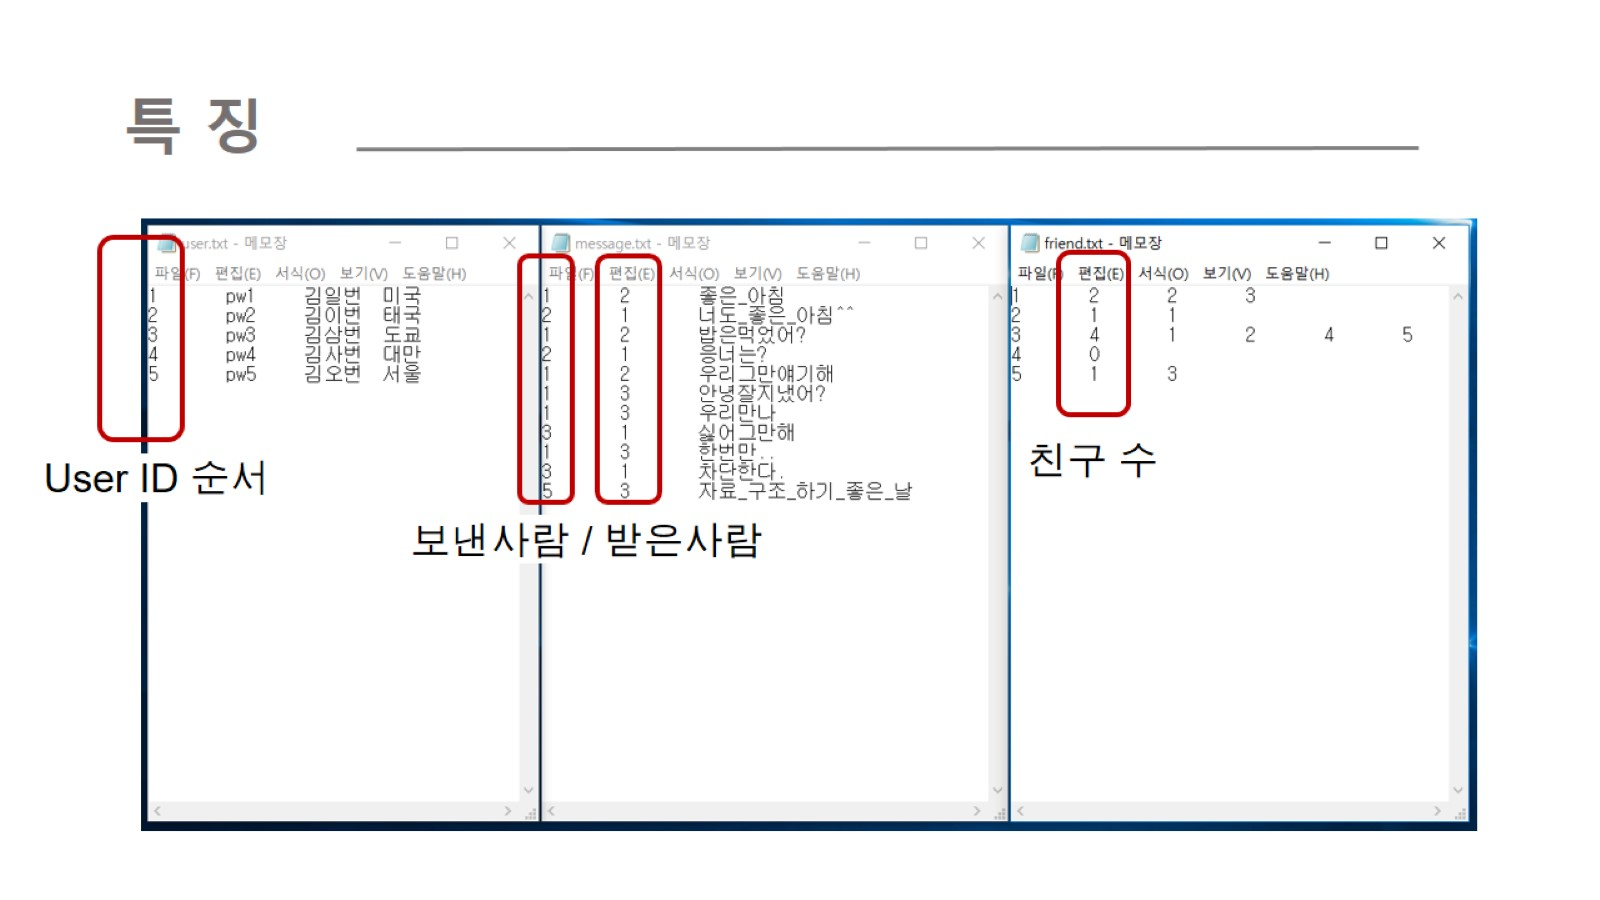 특 징
user.txt - 메모장
파일(F) 편집(E) 서식(O) 보기(V) 도움말(H)
1 pw1 김일번 미국
2 pw2 김이번 태국
3 pw3 김삼번 도쿄
4 pw4 김사번 대만
5 pw5 김오번 서울
User ID 순서
message.txt - 메모장
파일(F) 편집(E) 서식(O) 보기(V) 도움말(H)
1 2 좋은_아침
2 1 너도_좋은_아침^^
1 2 밥은먹었어?
2 1 응너는?
1 2 우리그만얘기해
1 3 안녕잘지냈어?
1 3 우리만나
3 1 싫어그만해
1 3 한번만..
3 1 차단한다.
5 3 자료_구조_하기_좋은_날
보낸사람 / 받은사람
friend.txt - 메모장
파일(F) 편집(E) 서식(O) 보기(V) 도움말(H)
1 2 2 3
2 1 1
3 4 1 2 4 5
4 0
5 1 3
친구 수